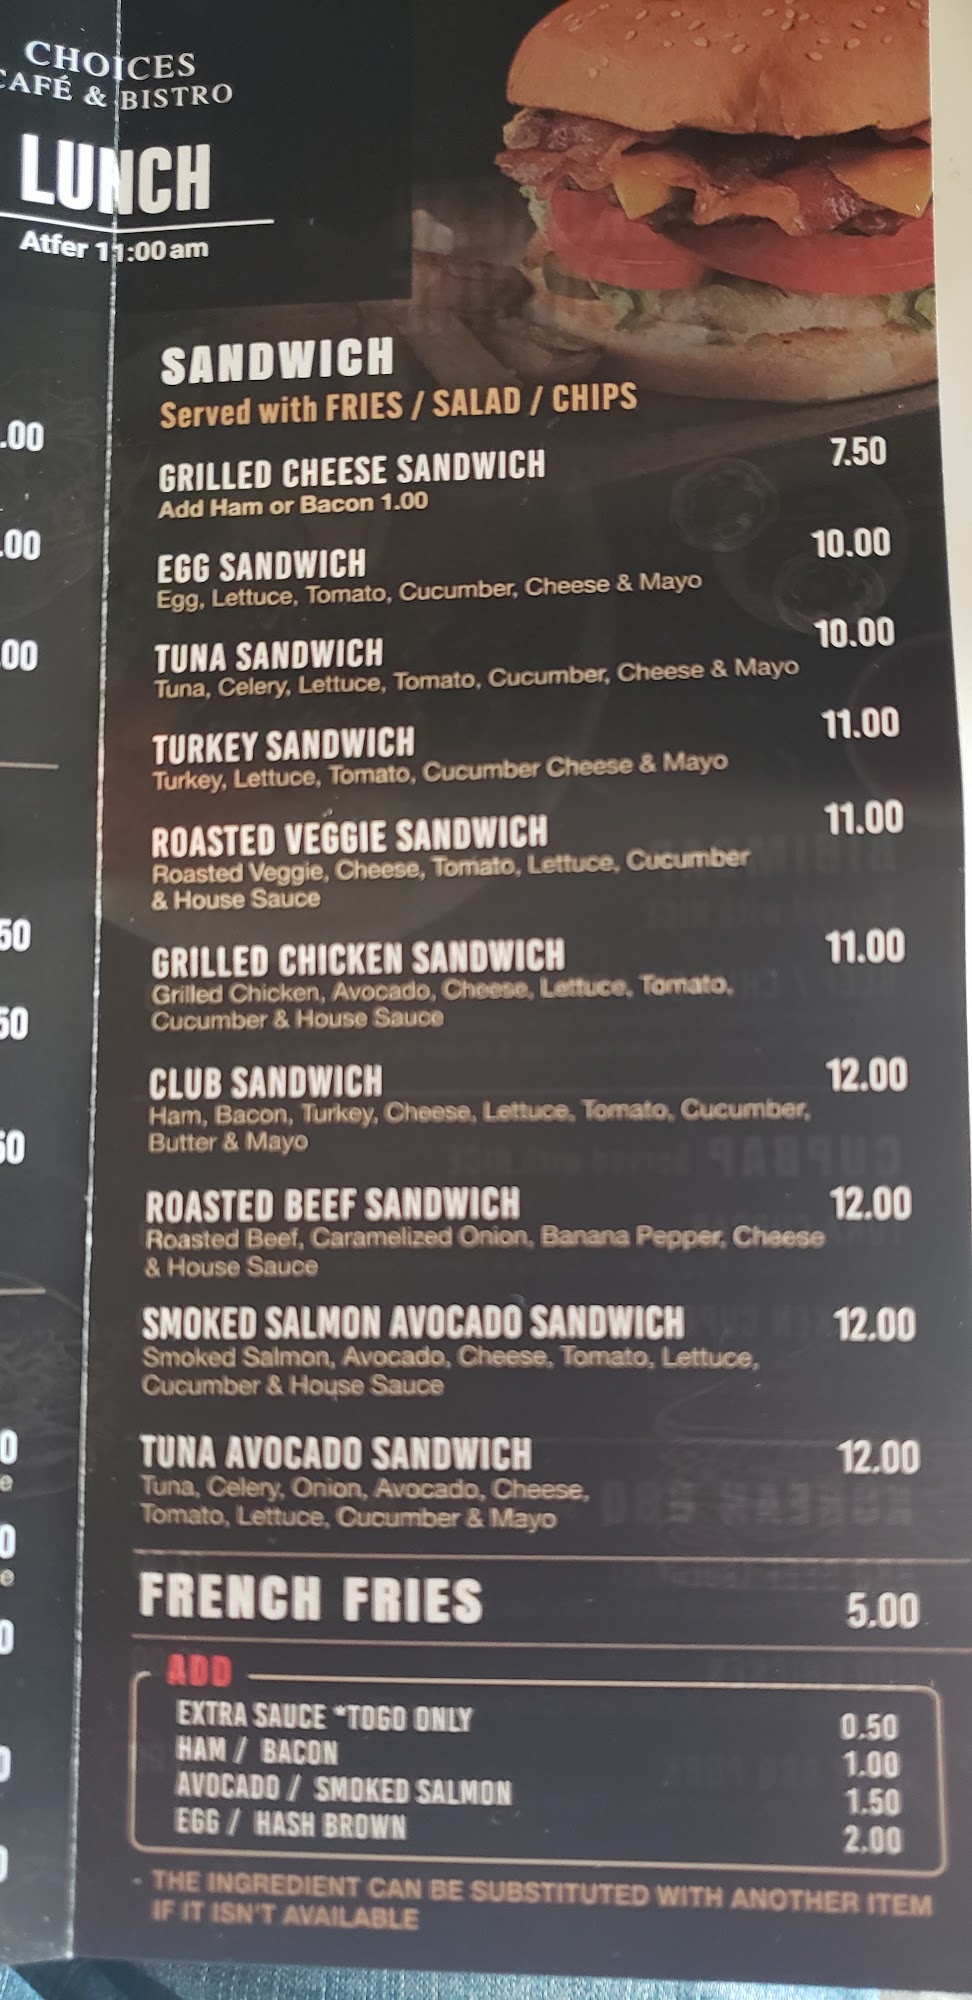 CHOICES
CAFÉ & BISTRO
LUNCH
Atfer 11:00 am
SANDWICH
Served with FRIES / SALAD / CHIPS
GRILLED CHEESE SANDWICH 7.50
Add Ham or Bacon 1.00
EGG SANDWICH 10.00
Egg, Lettuce, Tomato, Cucumber, Cheese & Mayo
TUNA SANDWICH 10.00
Tuna, Celery, Lettuce, Tomato, Cucumber, Cheese & Mayo
TURKEY SANDWICH 11.00
Turkey, Lettuce, Tomato, Cucumber Cheese & Mayo
ROASTED VEGGIE SANDWICH 11.00
Roasted Veggie, Cheese, Tomato, Lettuce, Cucumber
& House Sauce
GRILLED CHICKEN SANDWICH 11.00
Grilled Chicken, Avocado, Cheese, Lettuce, Tomato,
Cucumber & House Sauce
CLUB SANDWICH 12.00
Ham, Bacon, Turkey, Cheese, Lettuce, Tomato, Cucumber,
Butter & Mayo
ROASTED BEEF SANDWICH 12.00
Roasted Beef, Caramelized Onion, Banana Pepper, Cheese
& House Sauce
SMOKED SALMON AVOCADO SANDWICH 12.00
Smoked Salmon, Avocado, Cheese, Tomato, Lettuce,
Cucumber & House Sauce
TUNA AVOCADO SANDWICH 12.00
Tuna, Celery, Onion, Avocado, Cheese,
Tomato, Lettuce, Cucumber & Mayo
FRENCH FRIES 5.00
ADD
EXTRA SAUCE *TOGO ONLY 0.50
HAM / BACON 1.00
AVOCADO / SMOKED SALMON 1.50
EGG / HASH BROWN 2.00
- THE INGREDIENT CAN BE SUBSTITUTED WITH ANOTHER ITEM
IF IT ISN'T AVAILABLE